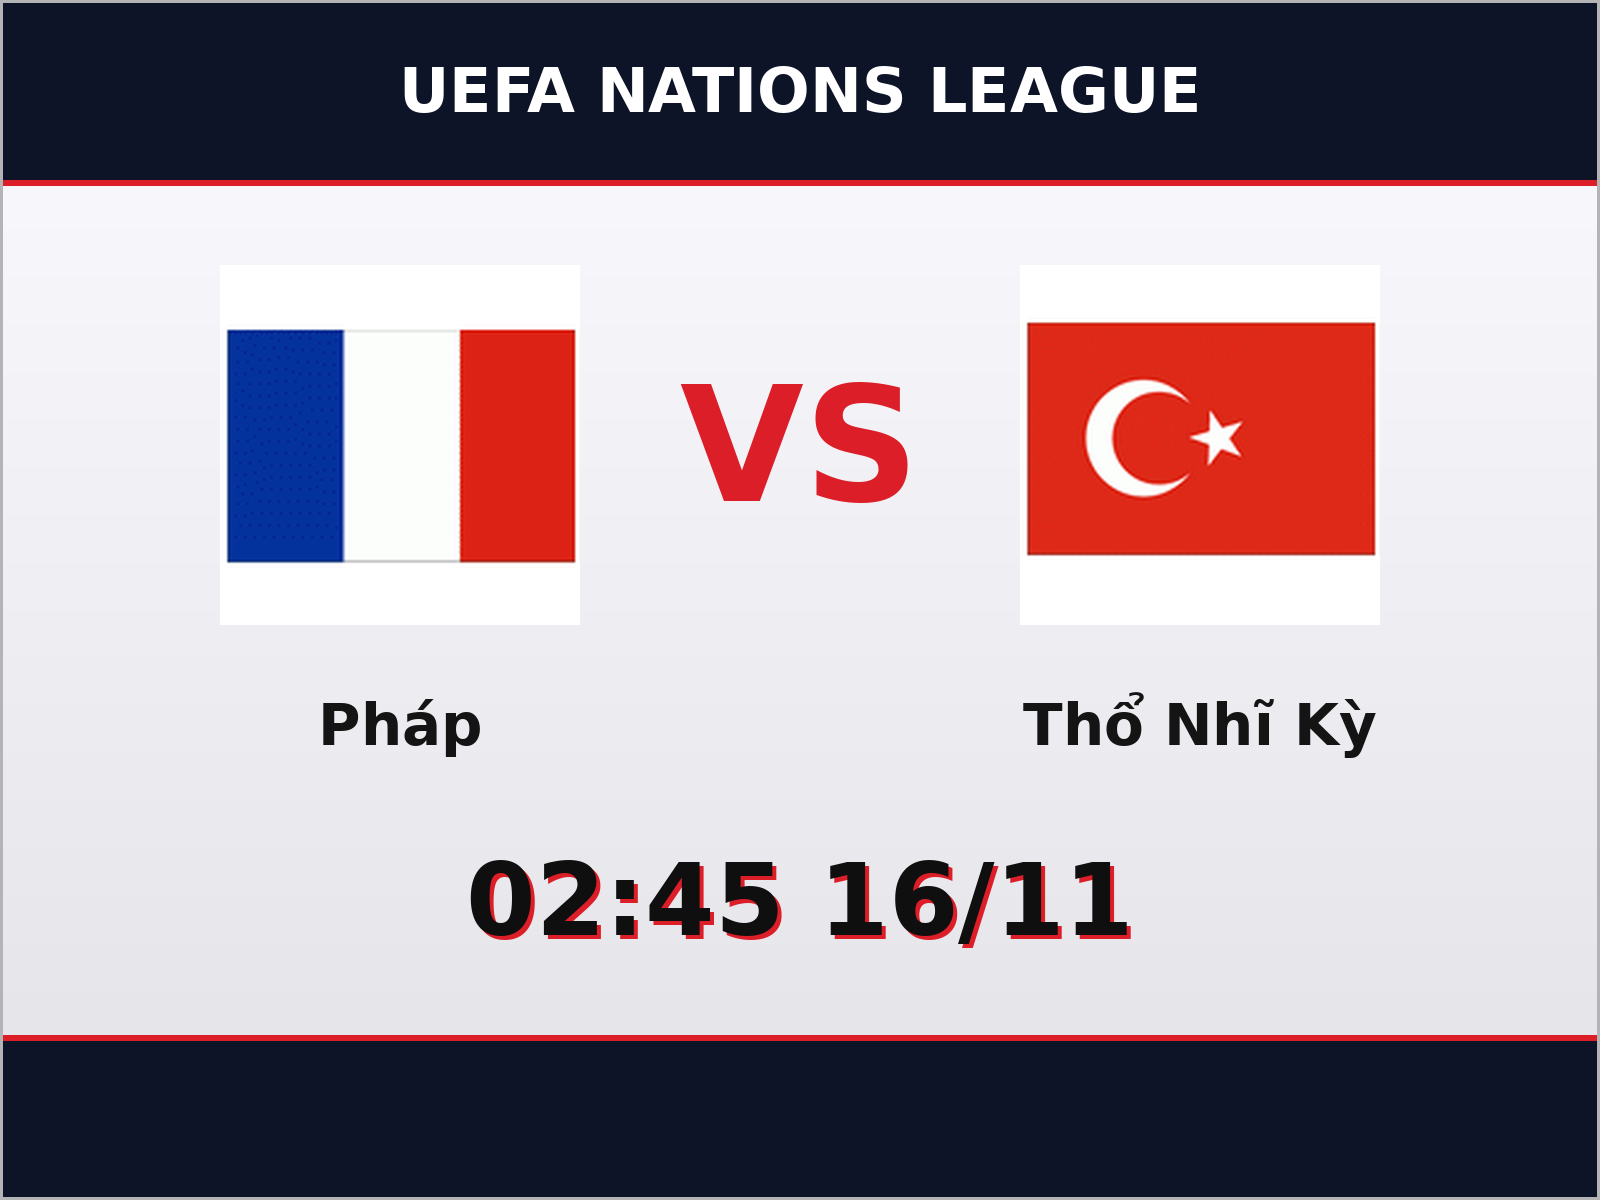 UEFA NATIONS LEAGUE
VS
Pháp
Thổ Nhĩ Kỳ
02:45 16/11